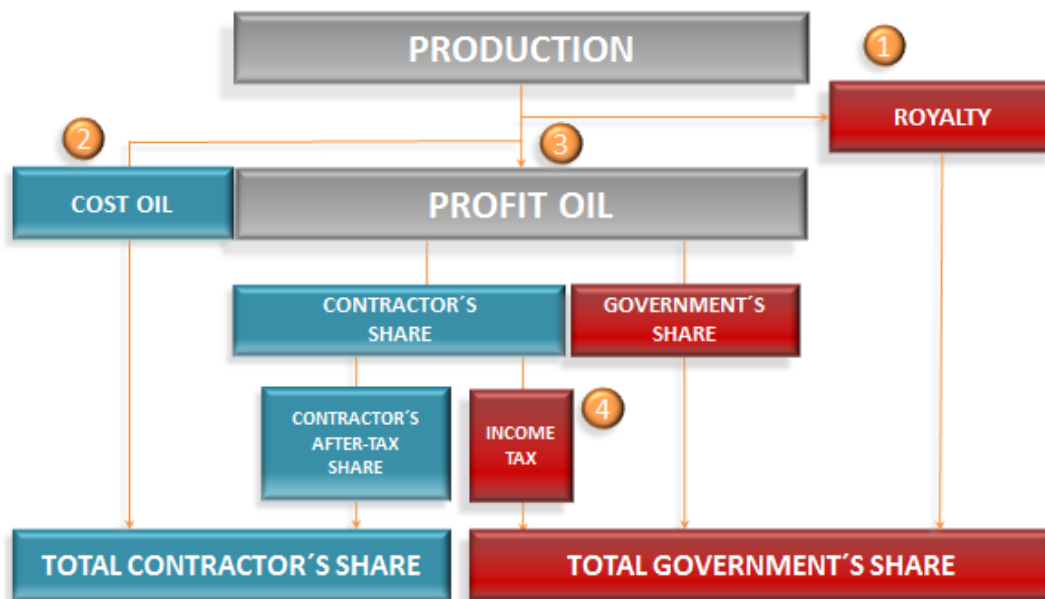 PRODUCTION
1
ROYALTY
2
3
COST OIL
PROFIT OIL
CONTRACTOR´S
SHARE
GOVERNMENT´S
SHARE
CONTRACTOR´S
AFTER-TAX
SHARE
INCOME
TAX
4
TOTAL CONTRACTOR´S SHARE
TOTAL GOVERNMENT´S SHARE